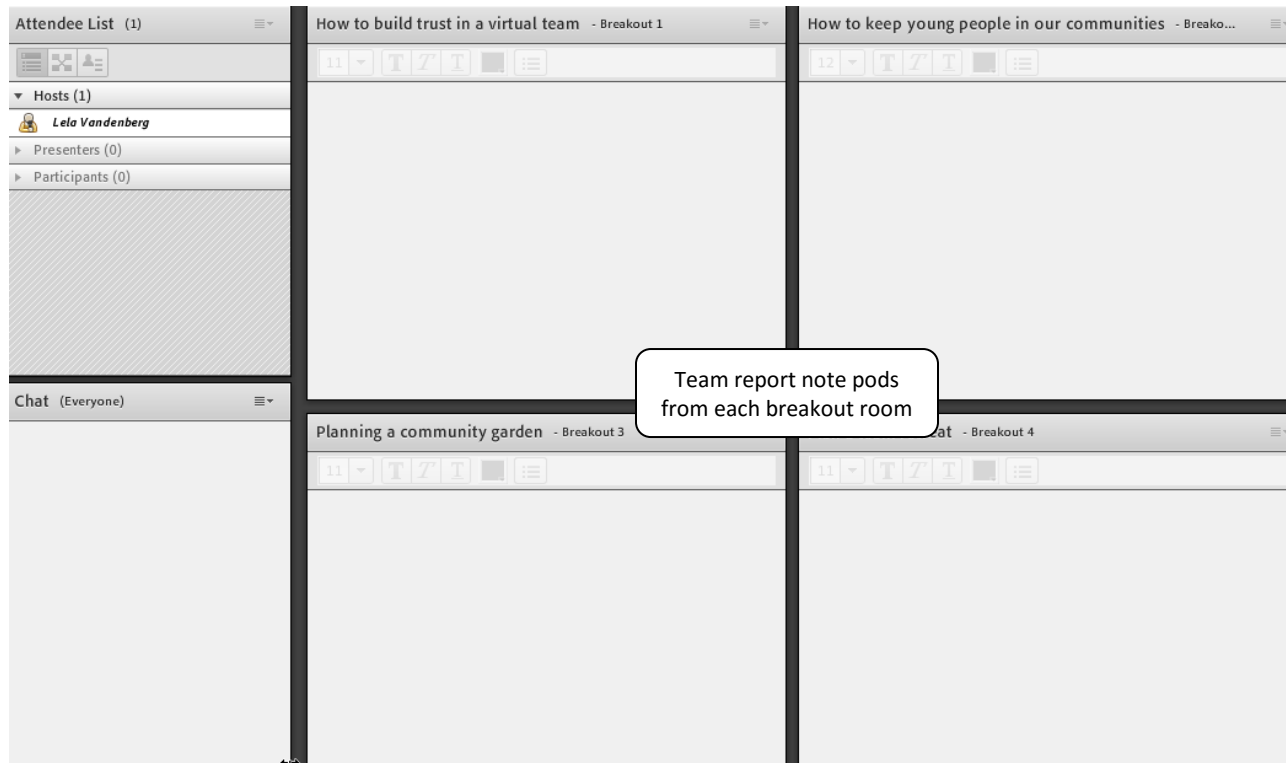 Attendee List (1)
Hosts (1)
Lela Vandenberg
Presenters (0)
Participants (0)
Chat (Everyone)
How to build trust in a virtual team - Breakout 1
11 T T T
How to keep young people in our communities - Breako...
12 T T T
Team report note pods
from each breakout room
Planning a community garden - Breakout 3
11 T T T
- Breakout 4
11 T T T